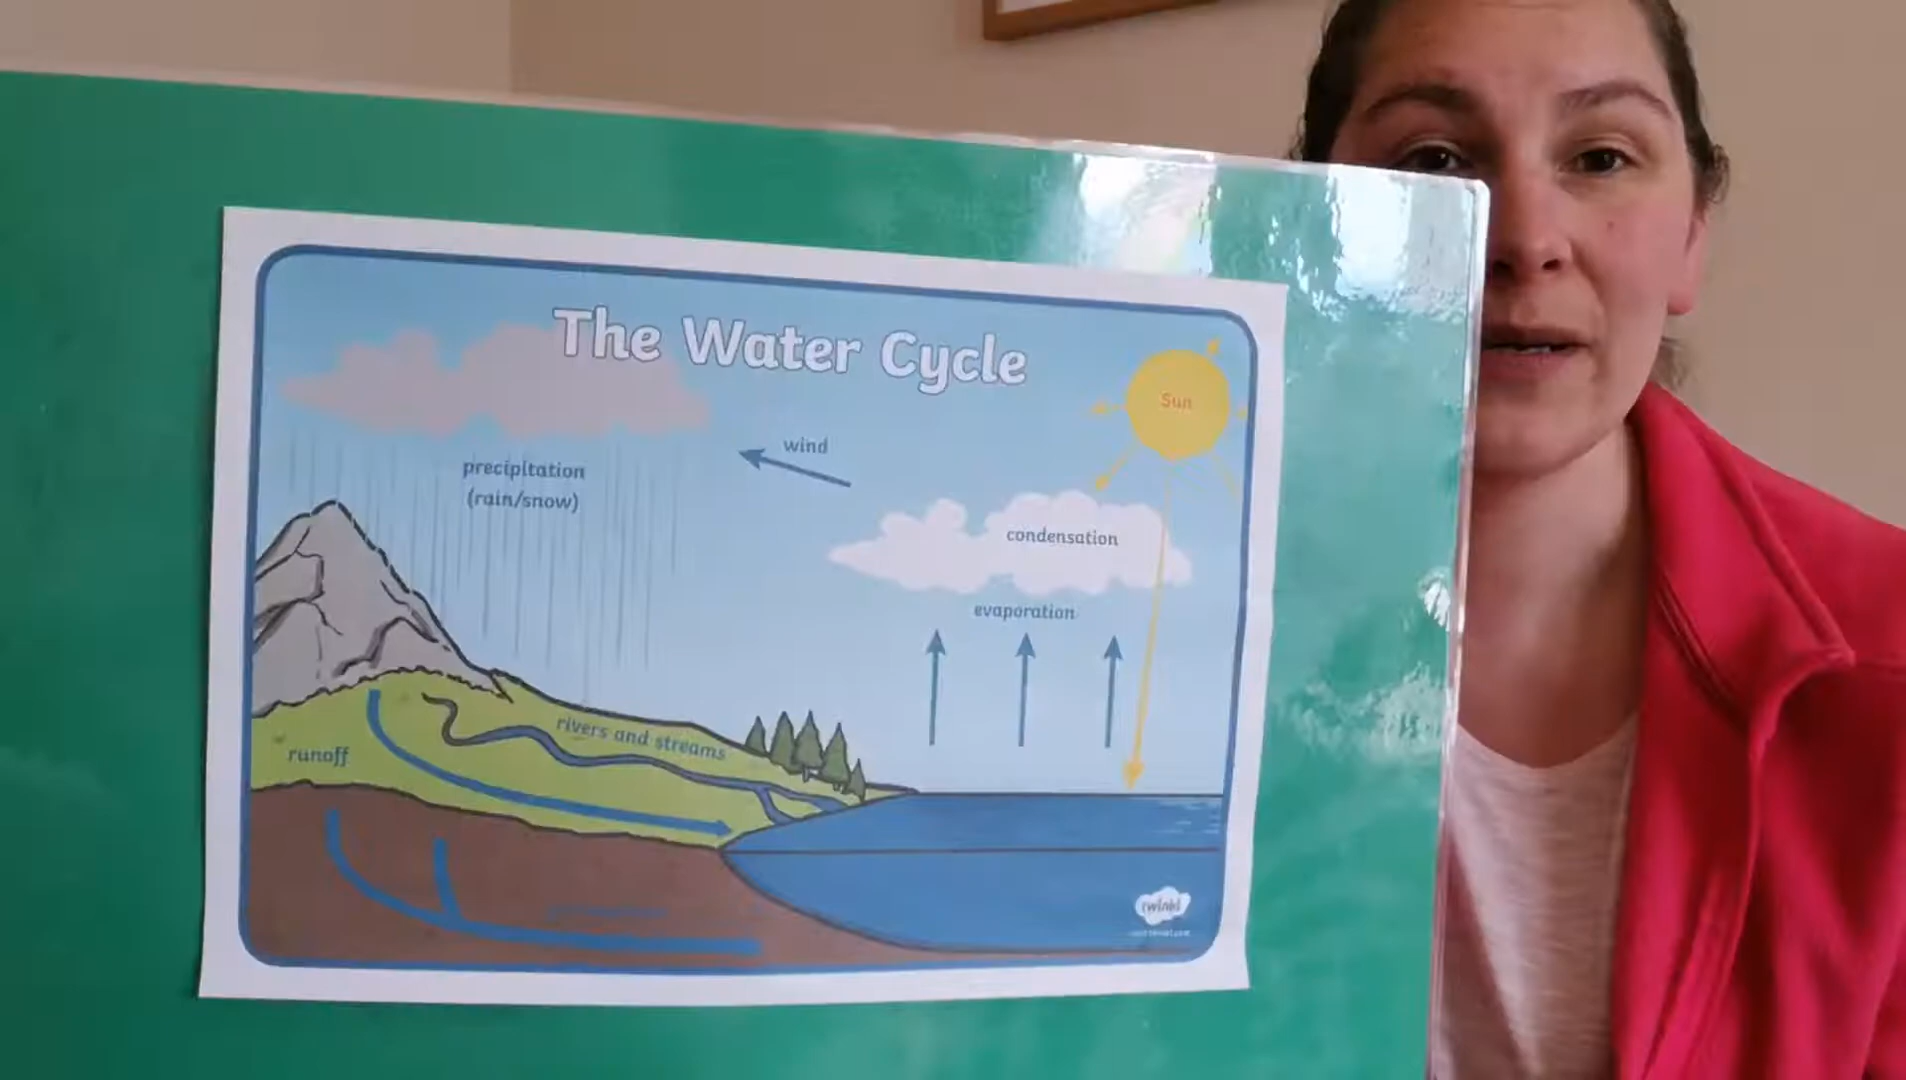 The Water Cycle
Sun
wind
precipitation
(rain/snow)
condensation
evaporation
rivers and streams
runoff
twinkl